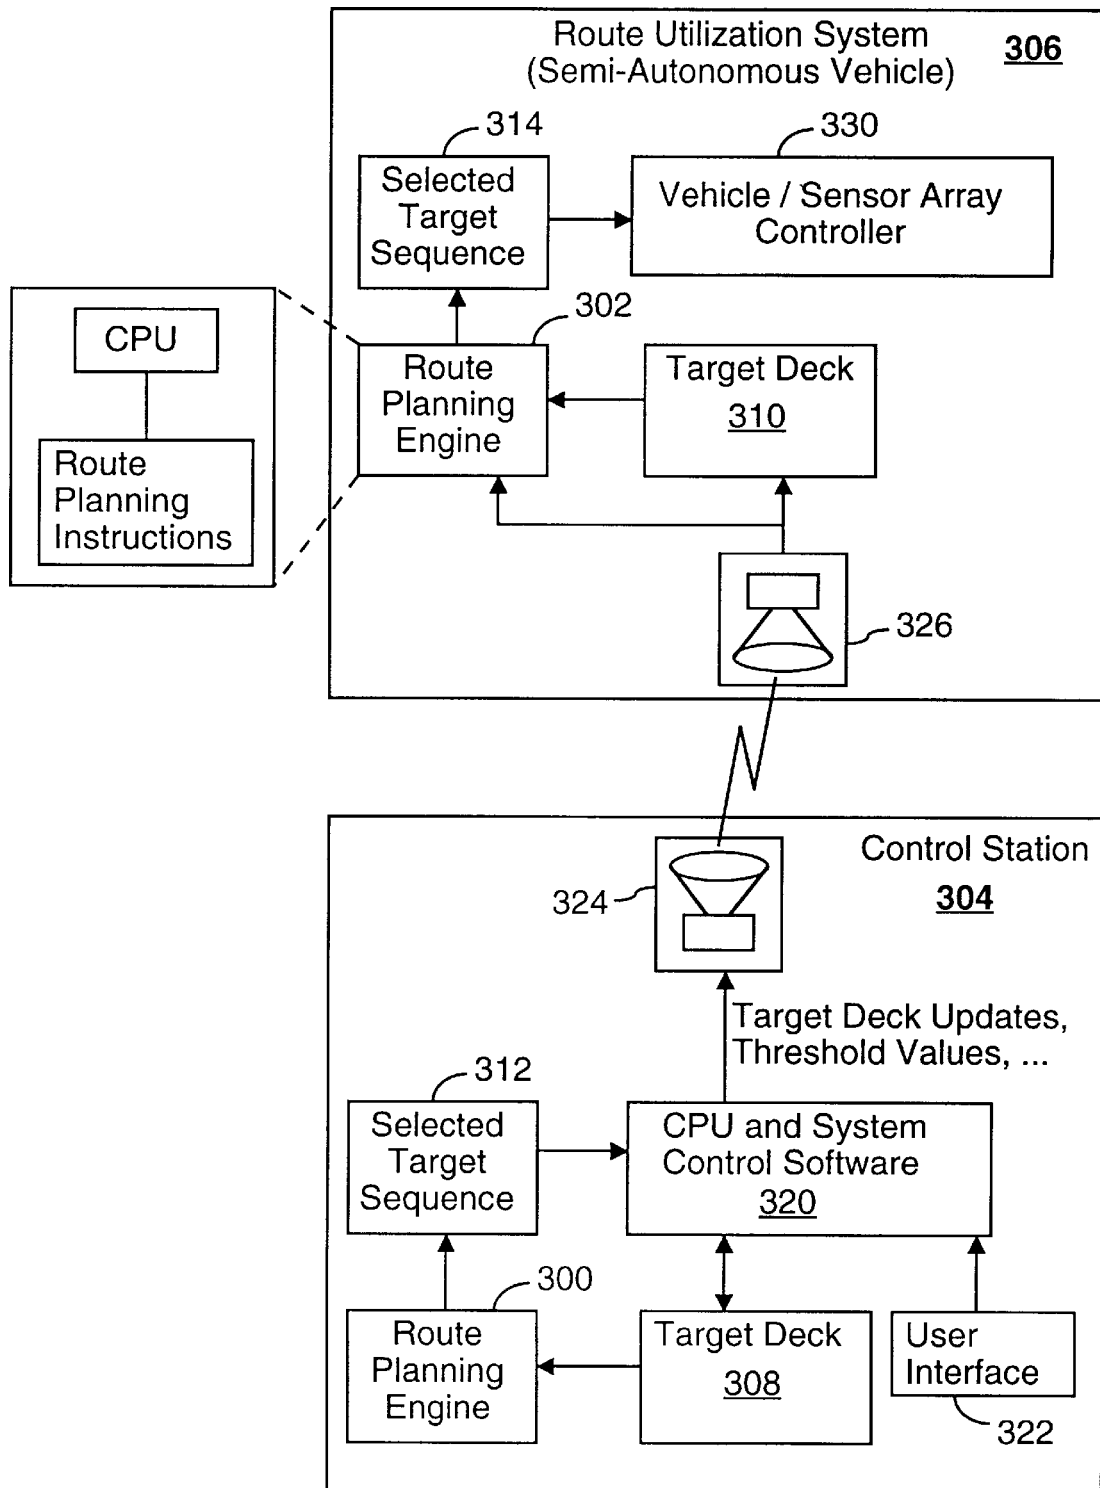 Route Utilization System
(Semi-Autonomous Vehicle)
306
314
330
Selected
Target
Sequence
Vehicle / Sensor Array
Controller
302
CPU
Route
Planning
Instructions
Route
Planning
Engine
Target Deck
310
326
Control Station
304
324
Target Deck Updates,
Threshold Values, ...
312
Selected
Target
Sequence
CPU and System
Control Software
320
300
Route
Planning
Engine
Target Deck
308
User
Interface
322